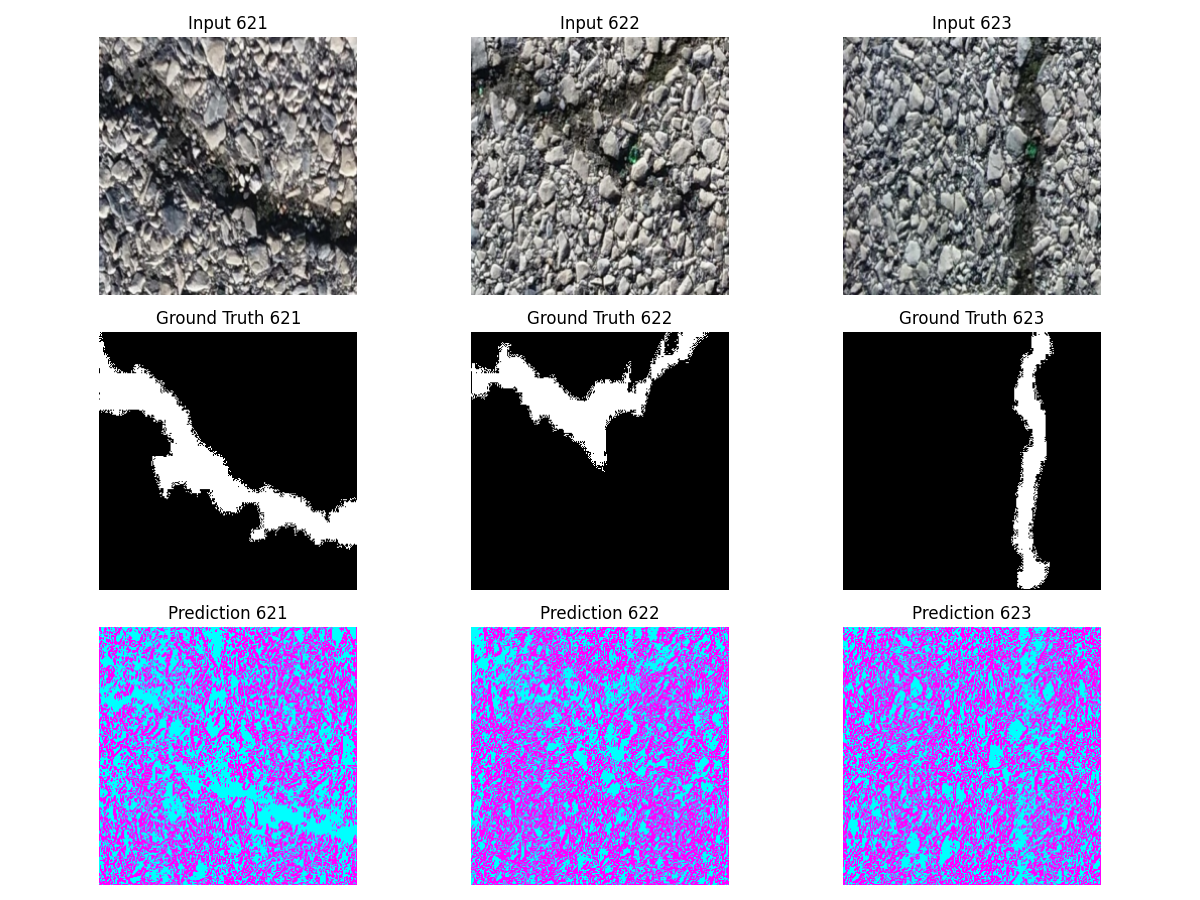 Input 621
Input 622
Input 623
Ground Truth 621
Ground Truth 622
Ground Truth 623
Prediction 621
Prediction 622
Prediction 623